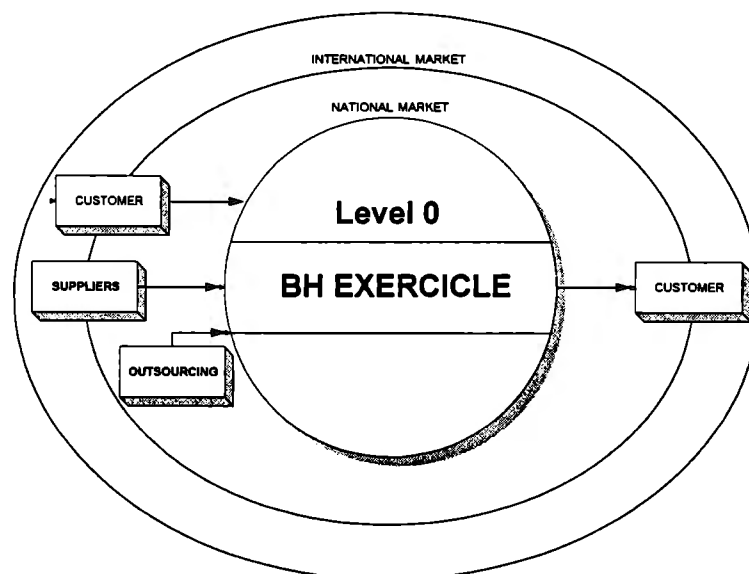 INTERNATIONAL MARKET
NATIONAL MARKET
CUSTOMER
Level 0
SUPPLIERS
BH EXERCICLE
CUSTOMER
OUTSOURCING